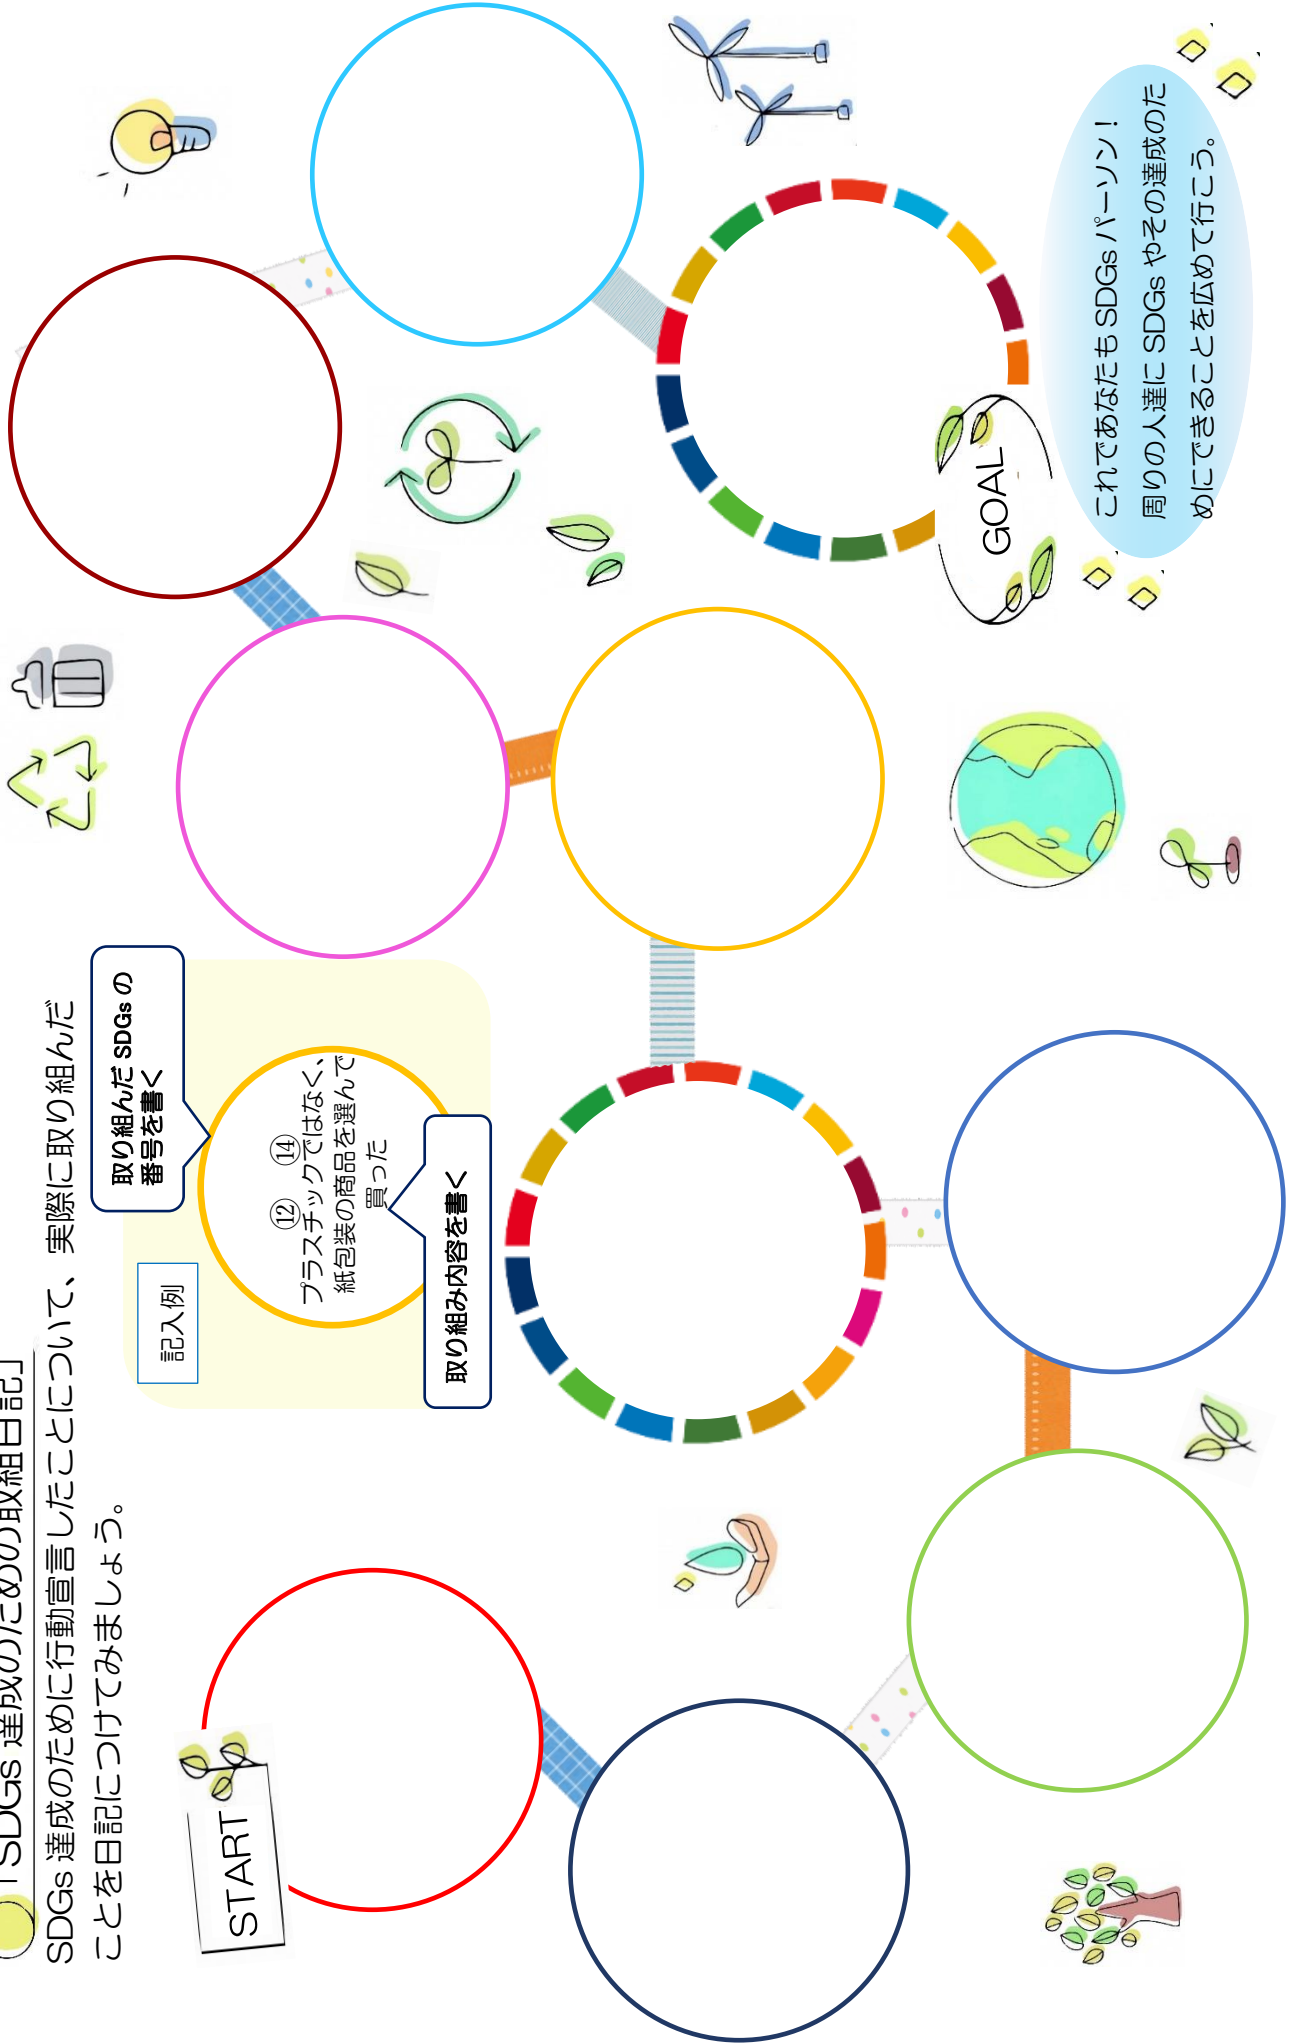 「SDGs 達成のための取組日記」
SDGs 達成のために行動宣言したことについて、実際に取り組んだ
ことを日記につけてみましょう。
START
記入例
取り組んだ SDGs の
番号を書く
⑫ ⑭
プラスチックではなく、
紙包装の商品を選んで
買った
取り組み内容を書く
GOAL
これであなたも SDGs パーソン！
周りの人達に SDGs やその達成のた
めにできることを広めて行こう。